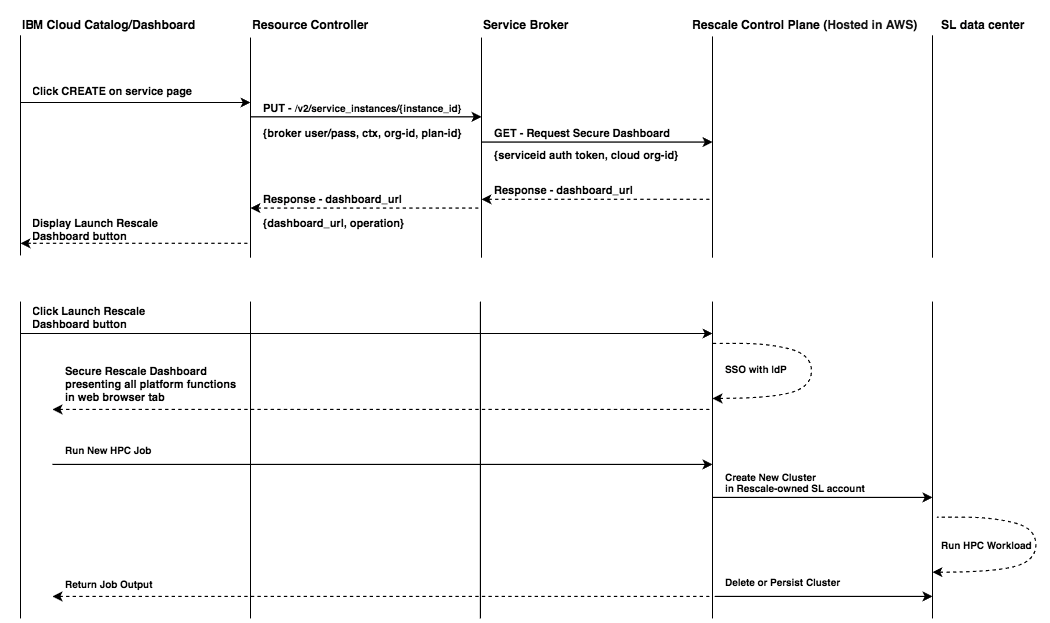 IBM Cloud Catalog/Dashboard
Resource Controller
Service Broker
Rescale Control Plane (Hosted in AWS)
SL data center
Click CREATE on service page
PUT - /v2/service_instances/{instance_id}
{broker user/pass, ctx, org-id, plan-id}
GET - Request Secure Dashboard
{serviceid auth token, cloud org-id}
Response - dashboard_url
Response - dashboard_url
{dashboard_url, operation}
Display Launch Rescale
Dashboard button
Click Launch Rescale
Dashboard button
SSO with IdP
Secure Rescale Dashboard
presenting all platform functions
in web browser tab
Run New HPC Job
Create New Cluster
in Rescale-owned SL account
Run HPC Workload
Return Job Output
Delete or Persist Cluster